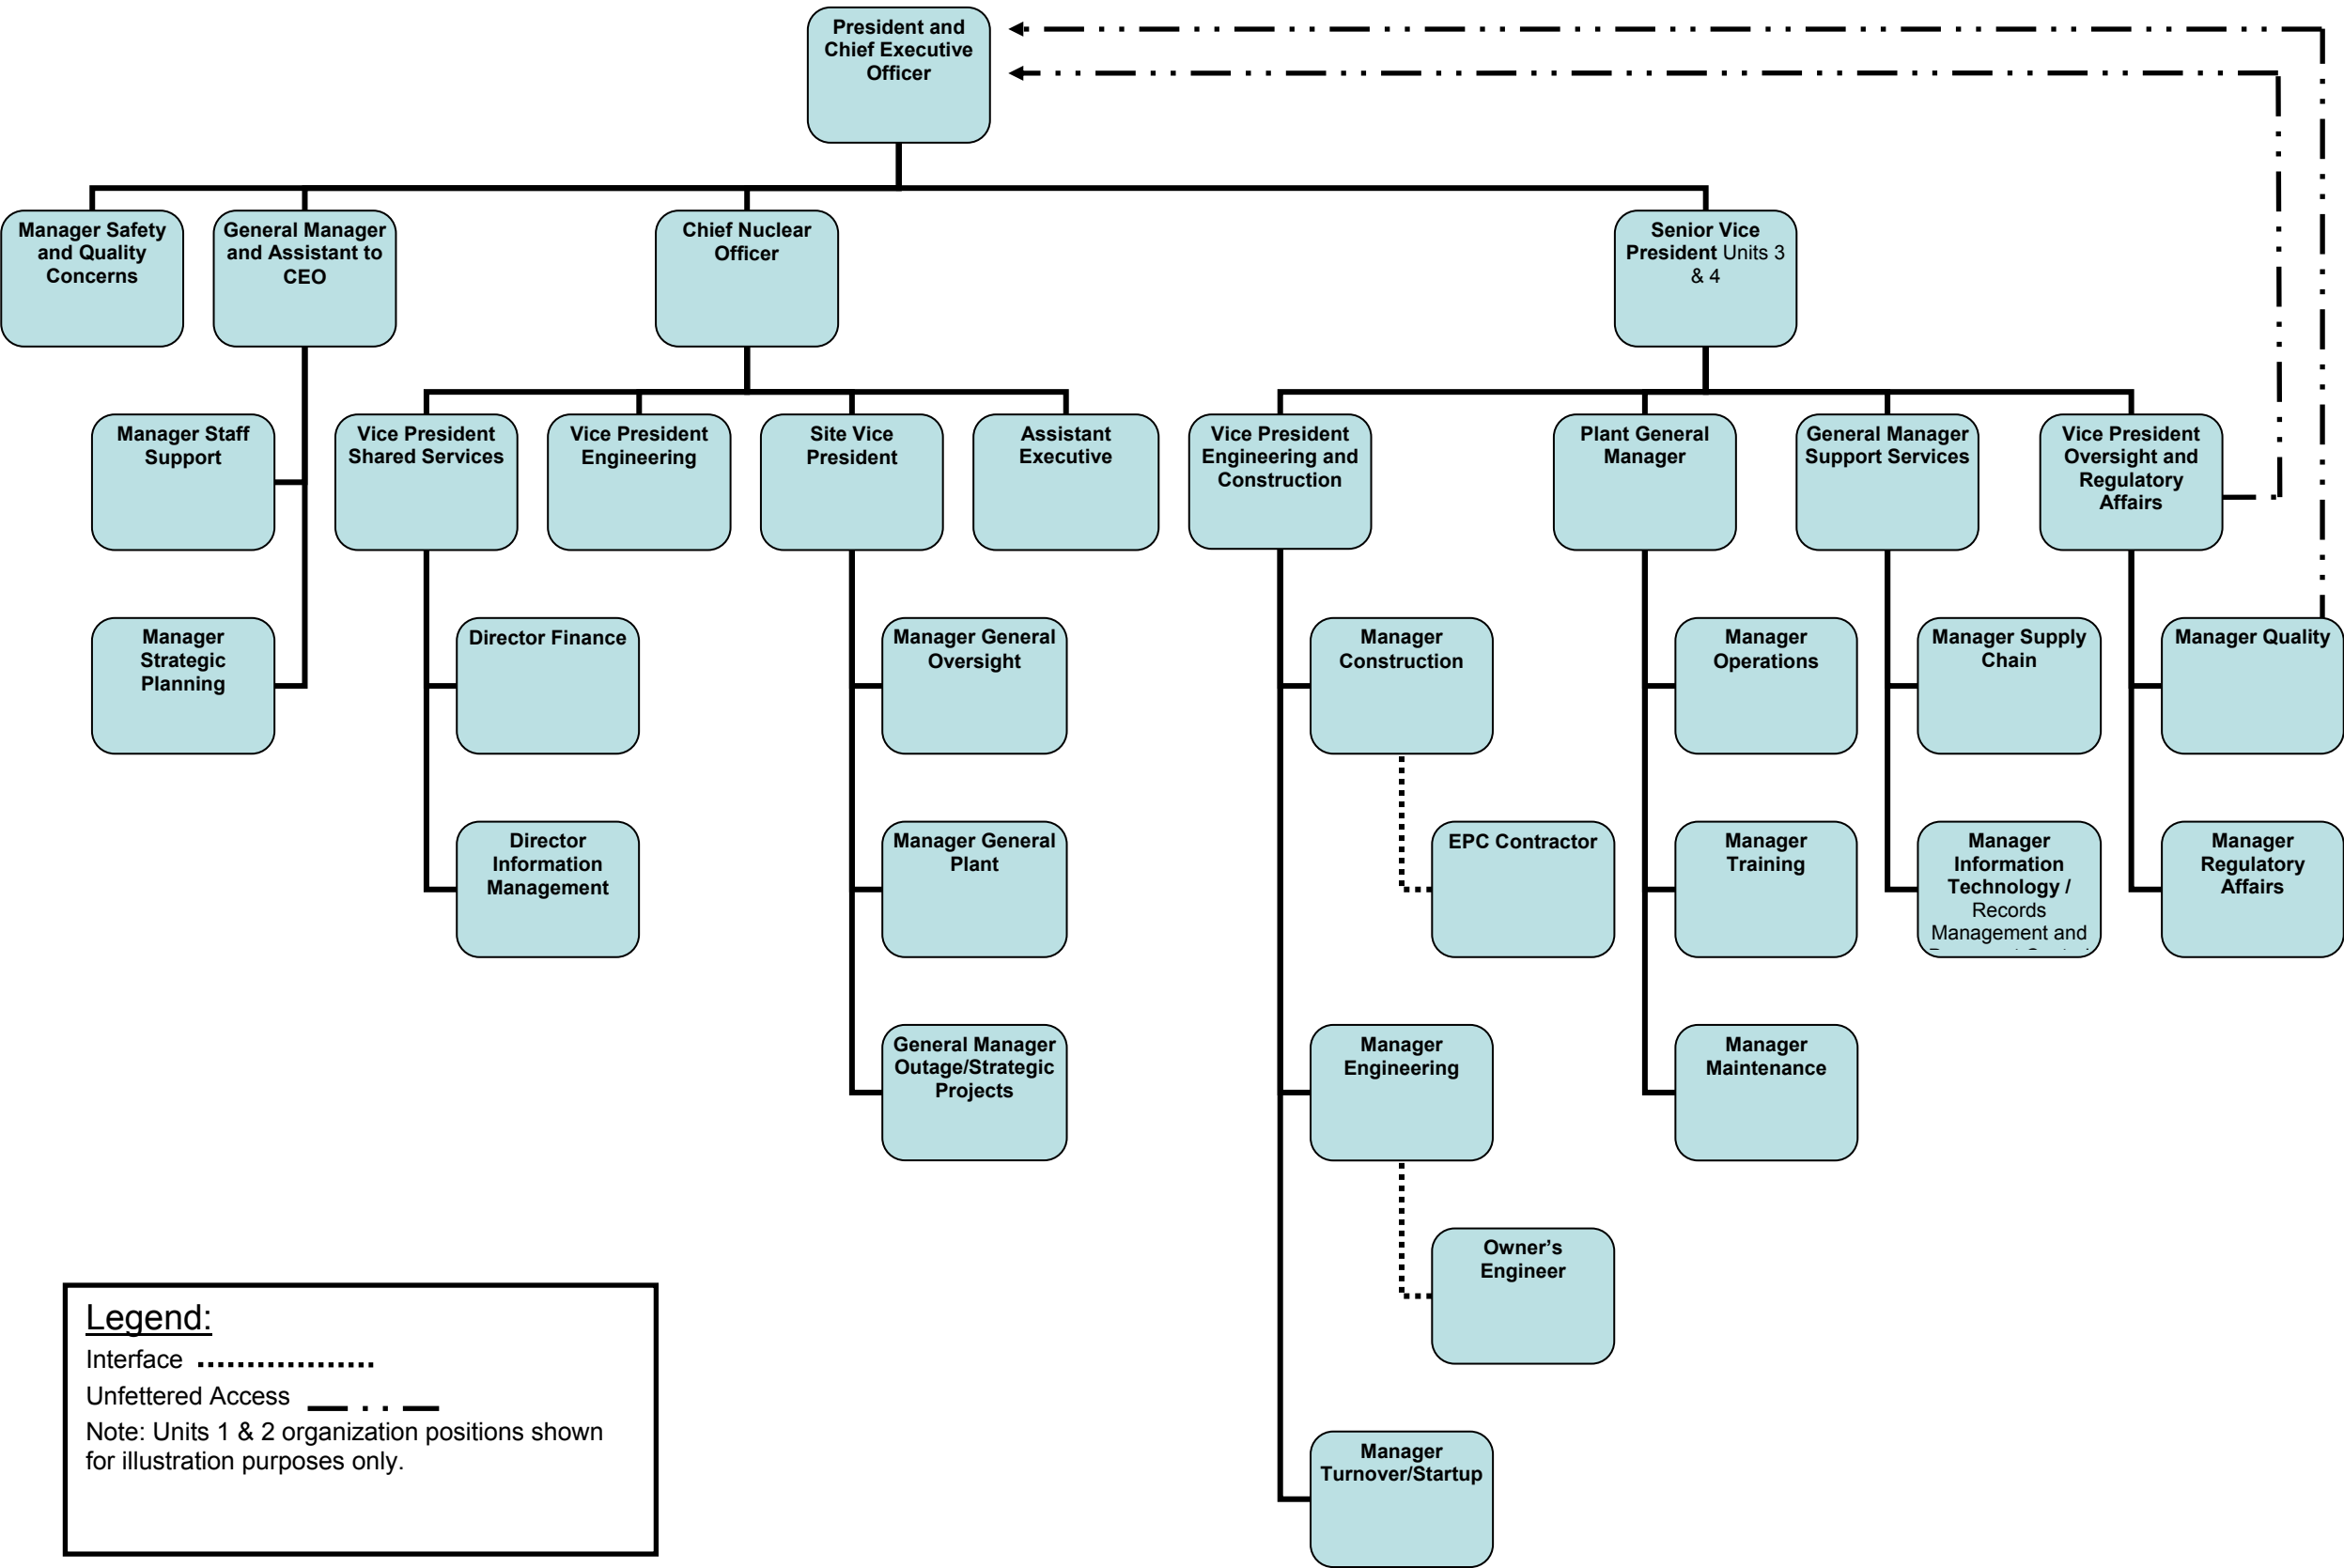 President and
Chief Executive
Officer
Manager Safety
and Quality
Concerns
General Manager
and Assistant to
CEO
Chief Nuclear
Officer
Senior Vice
President Units 3
& 4
Manager Staff
Support
Vice President
Shared Services
Vice President
Engineering
Site Vice
President
Assistant
Executive
Vice President
Engineering and
Construction
Plant General
Manager
General Manager
Support Services
Vice President
Oversight and
Regulatory
Affairs
Manager
Strategic
Planning
Director Finance
Manager General
Oversight
Manager
Construction
Manager
Operations
Manager Supply
Chain
Manager Quality
Director
Information
Management
Manager General
Plant
EPC Contractor
Manager
Training
Manager
Information
Technology /
Records
Management and
Manager
Regulatory
Affairs
General Manager
Outage/Strategic
Projects
Manager
Engineering
Manager
Maintenance
Owner’s
Engineer
Manager
Turnover/Startup
Legend:
Interface
Unfettered Access
Note: Units 1 & 2 organization positions shown
for illustration purposes only.